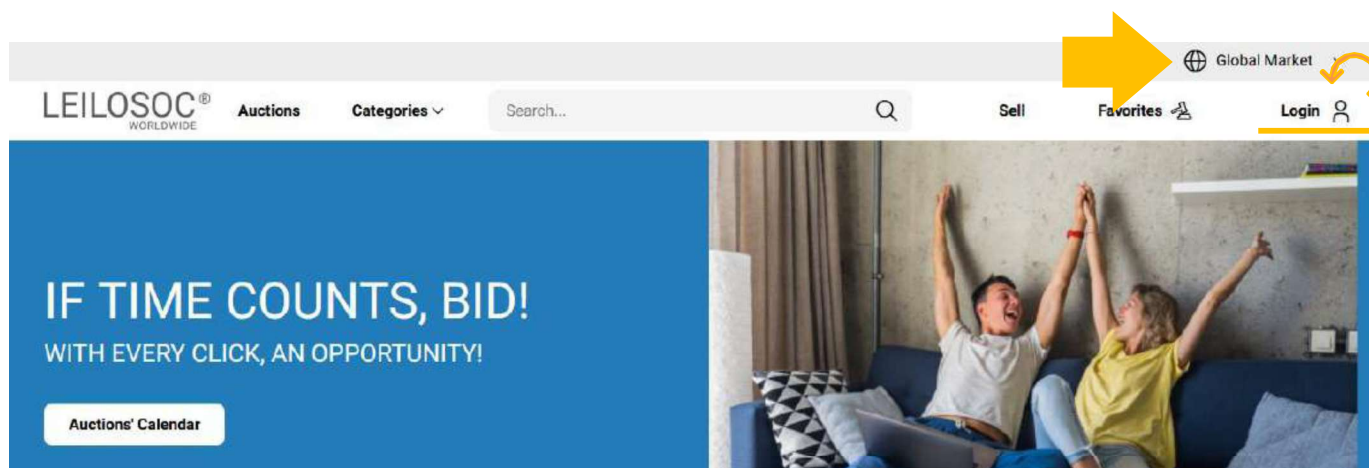 Global Market
LEILOSOC® WORLDWIDE Auctions Categories Search... Sell Favorites Login
IF TIME COUNTS, BID!
WITH EVERY CLICK, AN OPPORTUNITY!
Auctions' Calendar